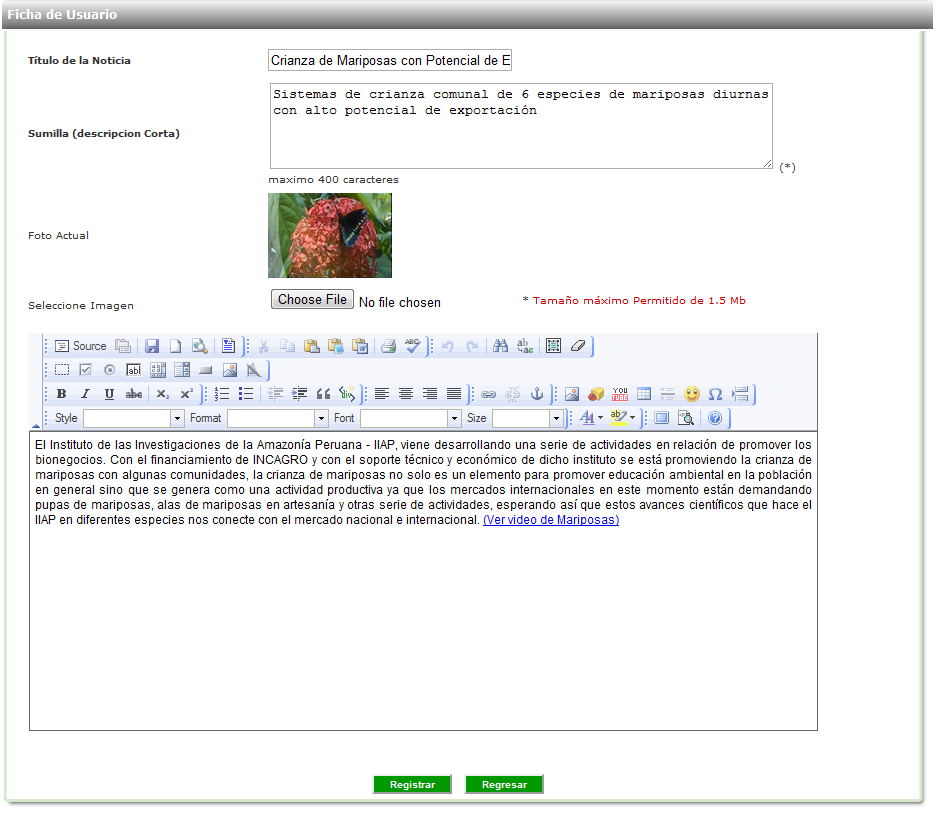 Ficha de Usuario
Título de la Noticia
Crianza de Mariposas con Potencial de E
Sumilla (descripcion Corta)
Sistemas de crianza comunal de 6 especies de mariposas diurnas
con alto potencial de exportación
(*)
maximo 400 caracteres
Foto Actual
Seleccione Imagen
Choose File No file chosen
* Tamaño máximo Permitido de 1.5 Mb
Source
Style Format Font Size
El Instituto de las Investigaciones de la Amazonía Peruana - IIAP, viene desarrollando una serie de actividades en relación de promover los
bionegocios. Con el financiamiento de INCAGRO y con el soporte técnico y económico de dicho instituto se está promoviendo la crianza de
mariposas con algunas comunidades, la crianza de mariposas no solo es un elemento para promover educación ambiental en la población
en general sino que se genera como una actividad productiva ya que los mercados internacionales en este momento están demandando
pupas de mariposas, alas de mariposas en artesanía y otras serie de actividades, esperando así que estos avances científicos que hace el
IIAP en diferentes especies nos conecte con el mercado nacional e internacional. (Ver video de Mariposas)
Registrar Regresar